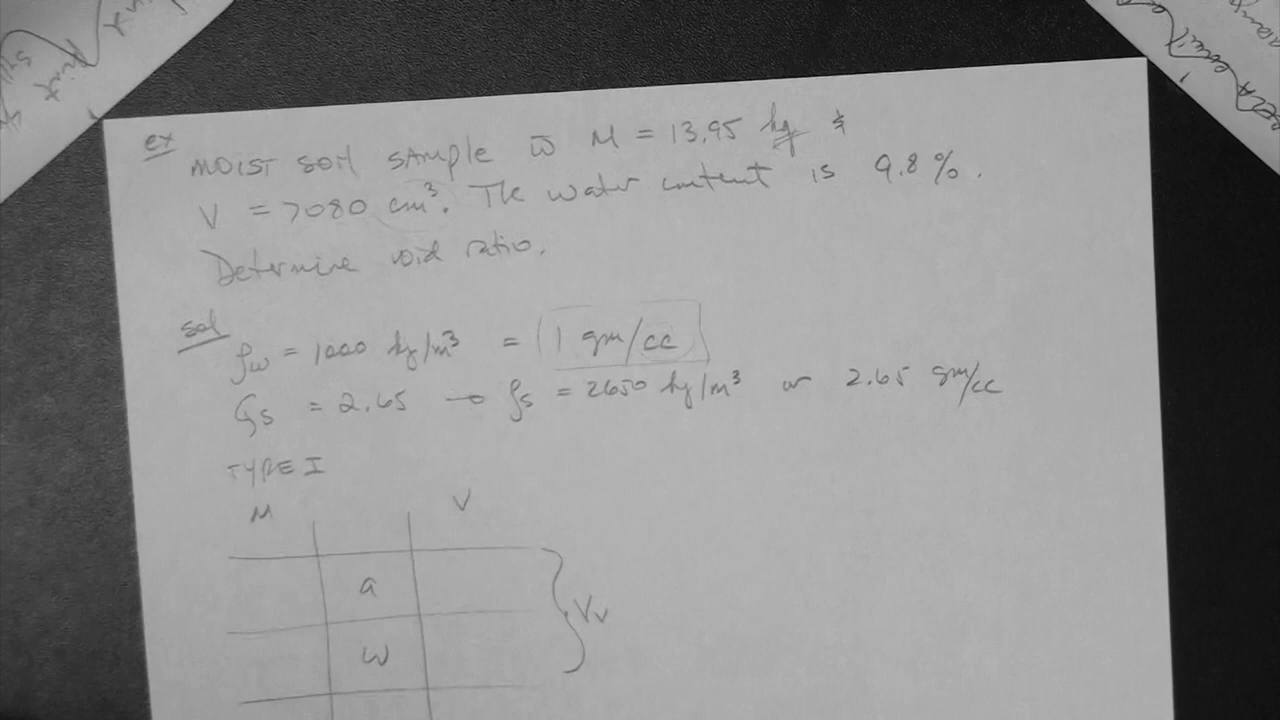 ex
MOIST SOIL SAMPLE w̄ M = 13.95 kg &
V = 7080 cm³. The water content is 9.8%.
Determine void ratio.
sol
ρw = 1000 kg/m³ = 1 gm/cc
Gs = 2.65 → ρs = 2650 kg/m³ or 2.65 gm/cc
TYPE I
M V
a
Vv
w